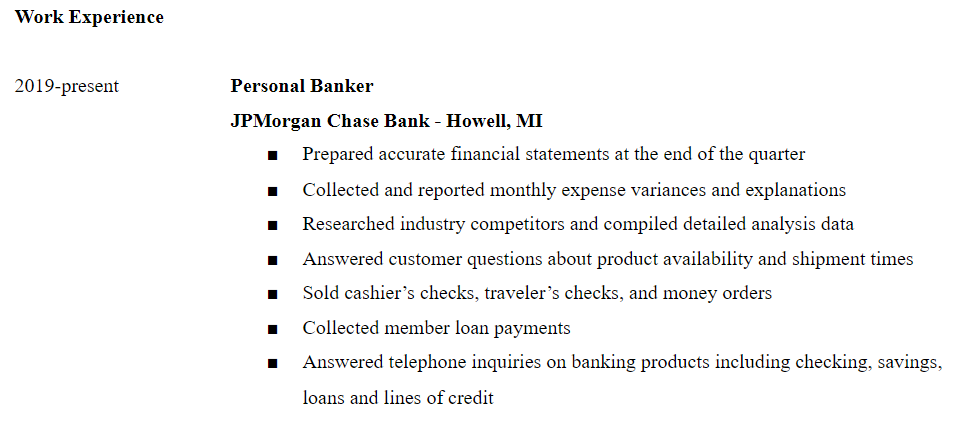 Work Experience
2019-present
Personal Banker
JPMorgan Chase Bank - Howell, MI
■ Prepared accurate financial statements at the end of the quarter
■ Collected and reported monthly expense variances and explanations
■ Researched industry competitors and compiled detailed analysis data
■ Answered customer questions about product availability and shipment times
■ Sold cashier’s checks, traveler’s checks, and money orders
■ Collected member loan payments
■ Answered telephone inquiries on banking products including checking, savings,
loans and lines of credit